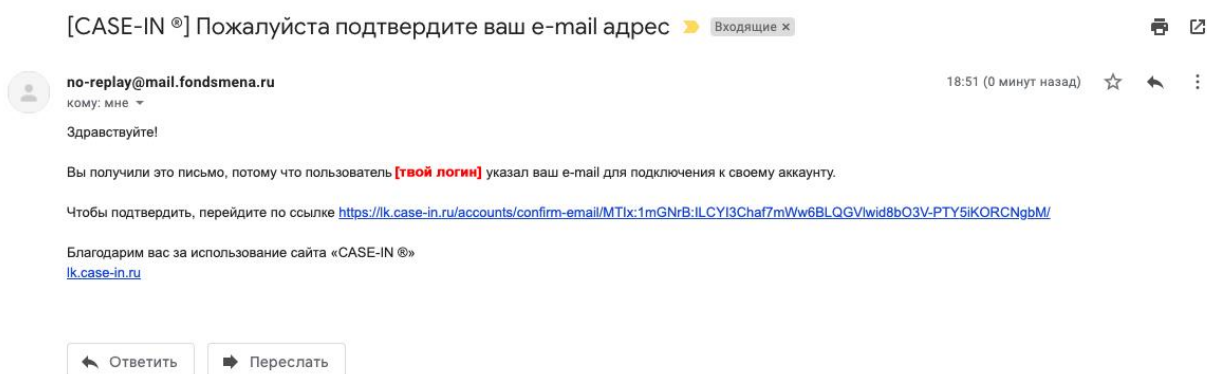 [CASE-IN ®] Пожалуйста подтвердите ваш e-mail адрес Входящие x
no-replay@mail.fondsmena.ru 18:51 (0 минут назад)
кому: мне
Здравствуйте!
Вы получили это письмо, потому что пользователь [твой логин] указал ваш e-mail для подключения к своему аккаунту.
Чтобы подтвердить, перейдите по ссылке https://lk.case-in.ru/accounts/confirm-email/MTIx:1mGNrB:ILCYI3Chaf7mWw6BLQGVlwid8bO3V-PTY5iKORCNgbM/
Благодарим вас за использование сайта «CASE-IN ®»
lk.case-in.ru
Ответить Переслать